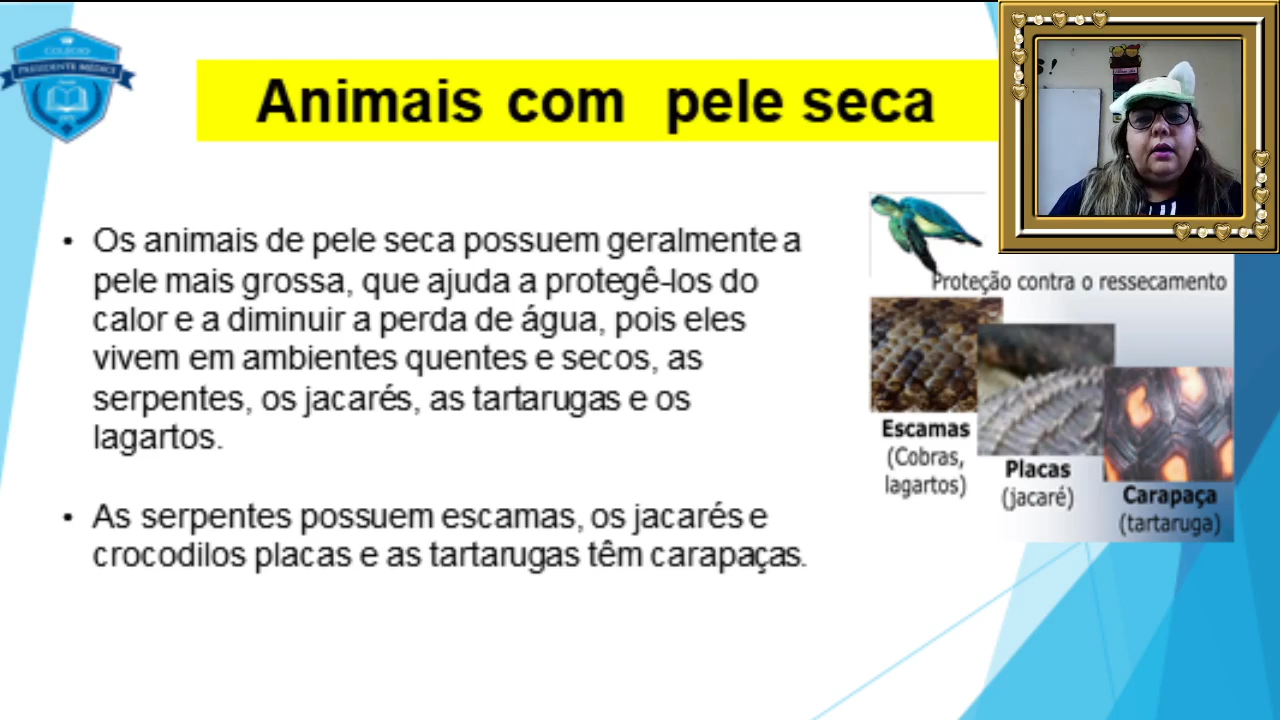 COLÉGIO
PRESIDENTE MÉDICI
Animais com pele seca
• Os animais de pele seca possuem geralmente a
pele mais grossa, que ajuda a protegê-los do
calor e a diminuir a perda de água, pois eles
vivem em ambientes quentes e secos, as
serpentes, os jacarés, as tartarugas e os
lagartos.
• As serpentes possuem escamas, os jacarés e
crocodilos placas e as tartarugas têm carapaças.
Proteção contra o ressecamento
Escamas
(Cobras,
lagartos)
Placas
(jacaré)
Carapaça
(tartaruga)